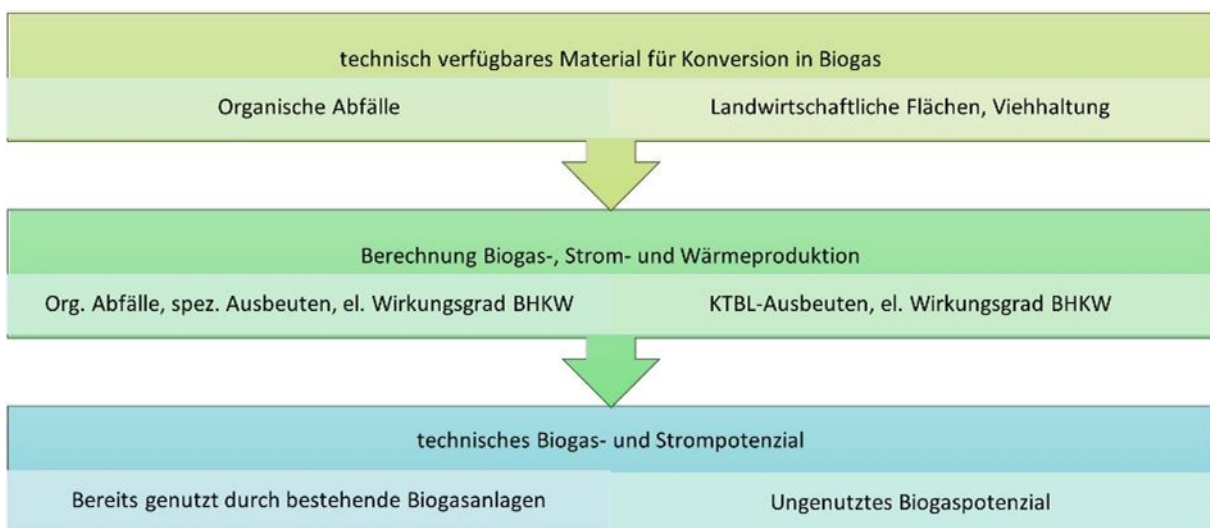 technisch verfügbares Material für Konversion in Biogas
Organische Abfälle
Landwirtschaftliche Flächen, Viehhaltung
Berechnung Biogas-, Strom- und Wärmeproduktion
Org. Abfälle, spez. Ausbeuten, el. Wirkungsgrad BHKW
KTBL-Ausbeuten, el. Wirkungsgrad BHKW
technisches Biogas- und Strompotenzial
Bereits genutzt durch bestehende Biogasanlagen
Ungenutztes Biogaspotenzial